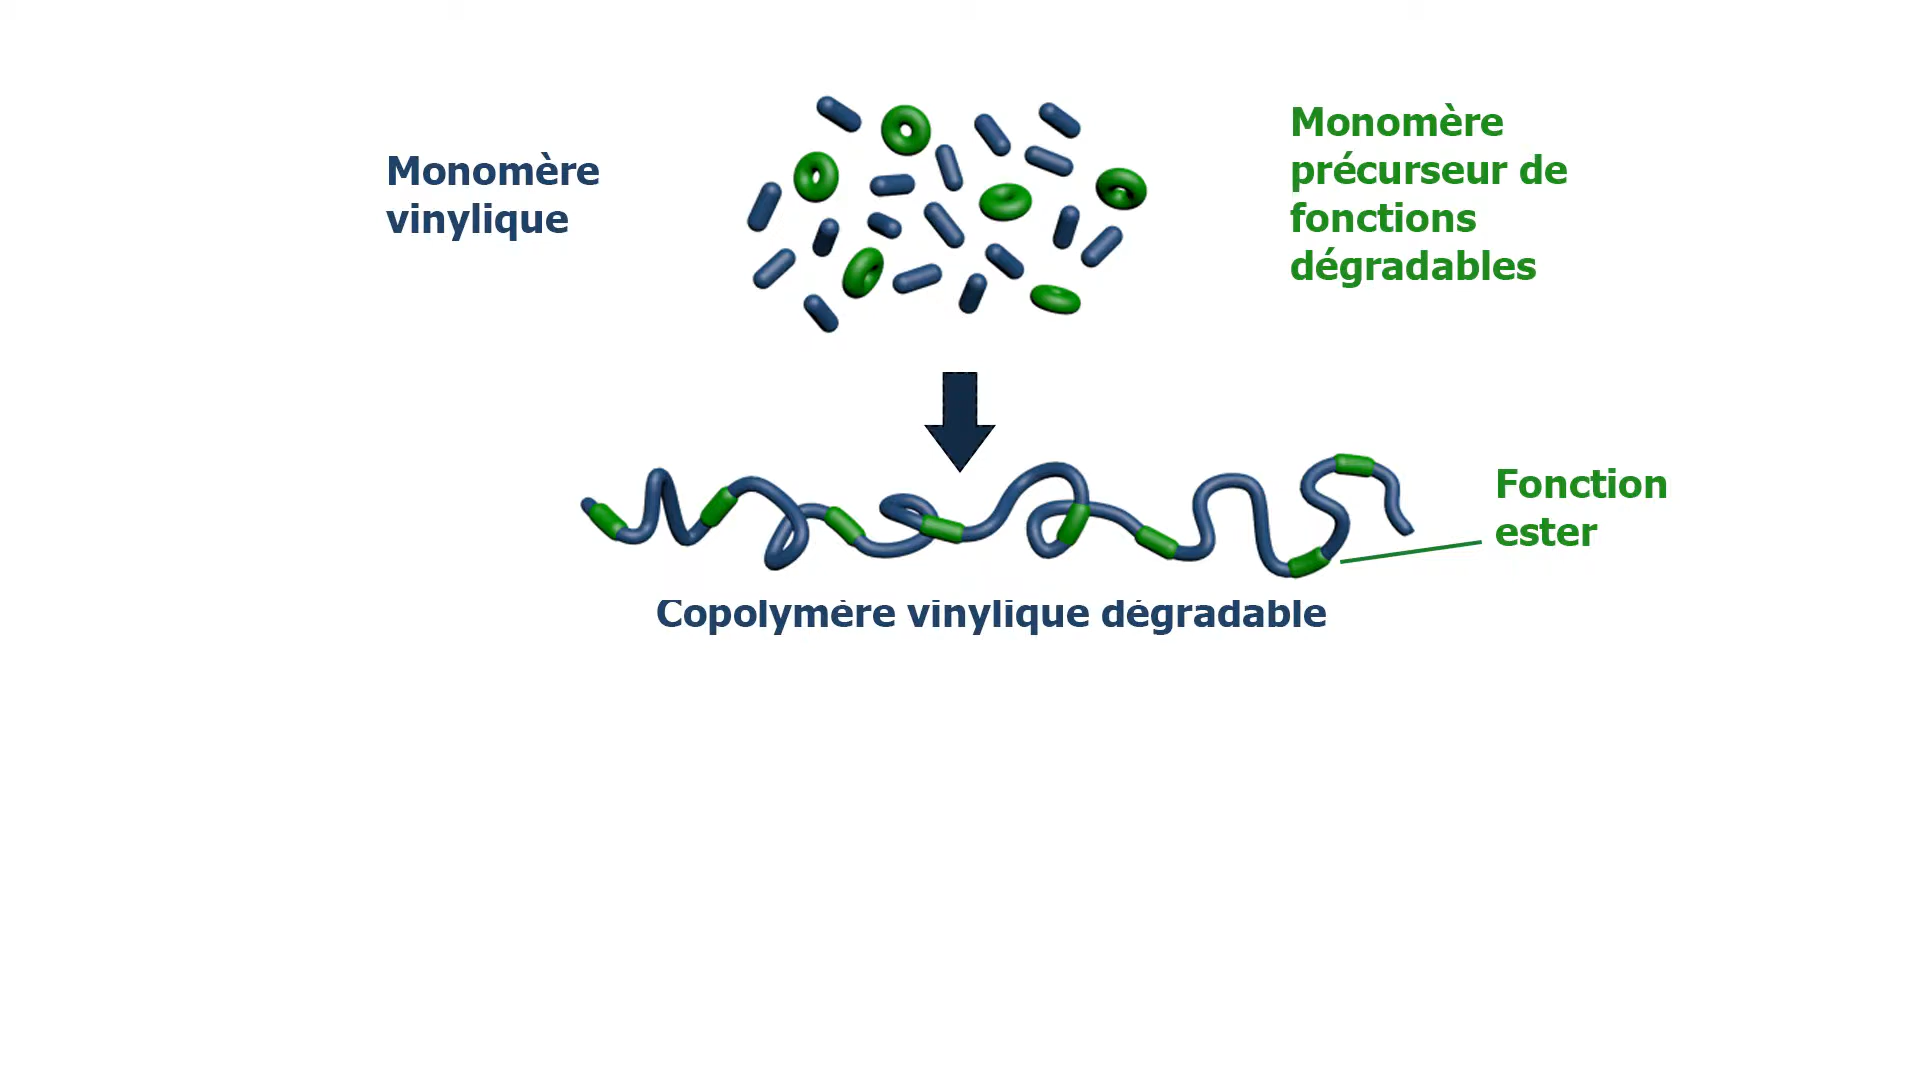 Monomère
vinylique
Monomère
précurseur de
fonctions
dégradables
Fonction
ester
Copolymère vinylique dégradable